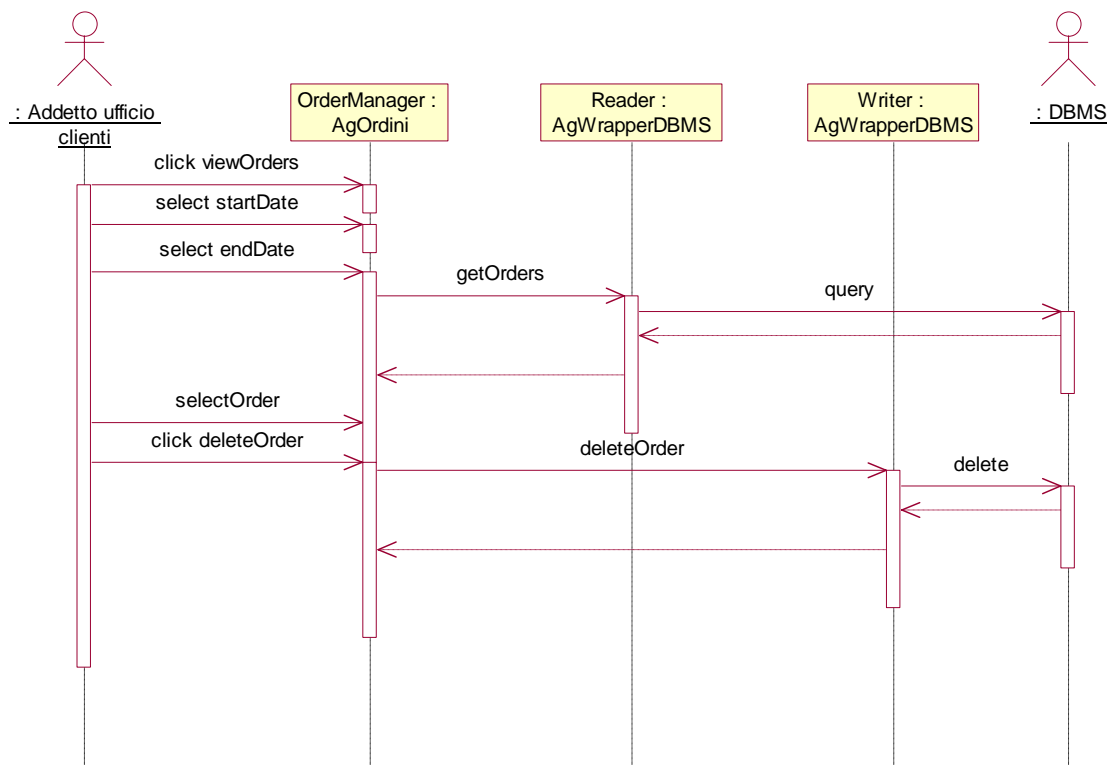 : Addetto ufficio
clienti
OrderManager :
AgOrdini
Reader :
AgWrapperDBMS
Writer :
AgWrapperDBMS
: DBMS
click viewOrders
select startDate
select endDate
getOrders
query
selectOrder
click deleteOrder
deleteOrder
delete